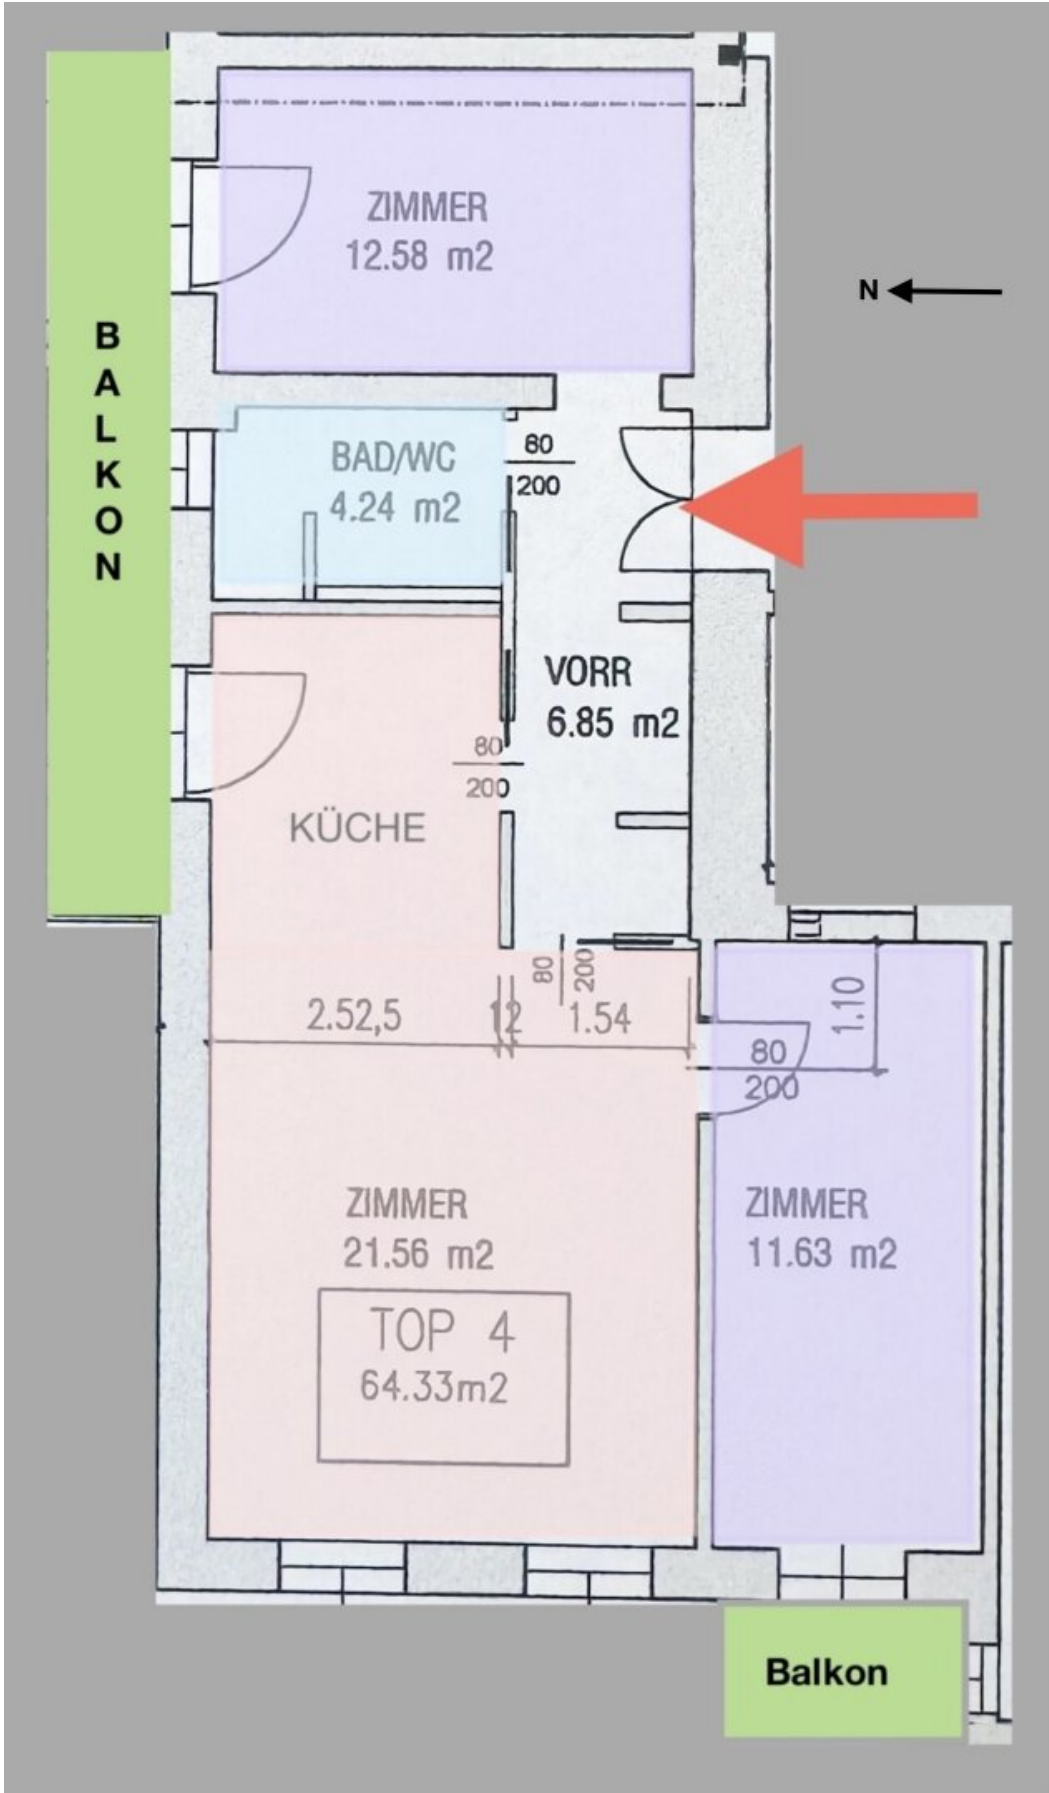 ZIMMER
12.58 m2
N
B
A
L
K
O
N
BAD/WC
4.24 m2
80
200
VORR
6.85 m2
80
200
KÜCHE
80
200
2.52,5
12
1.54
1.10
80
200
ZIMMER
21.56 m2
ZIMMER
11.63 m2
TOP 4
64.33m2
Balkon